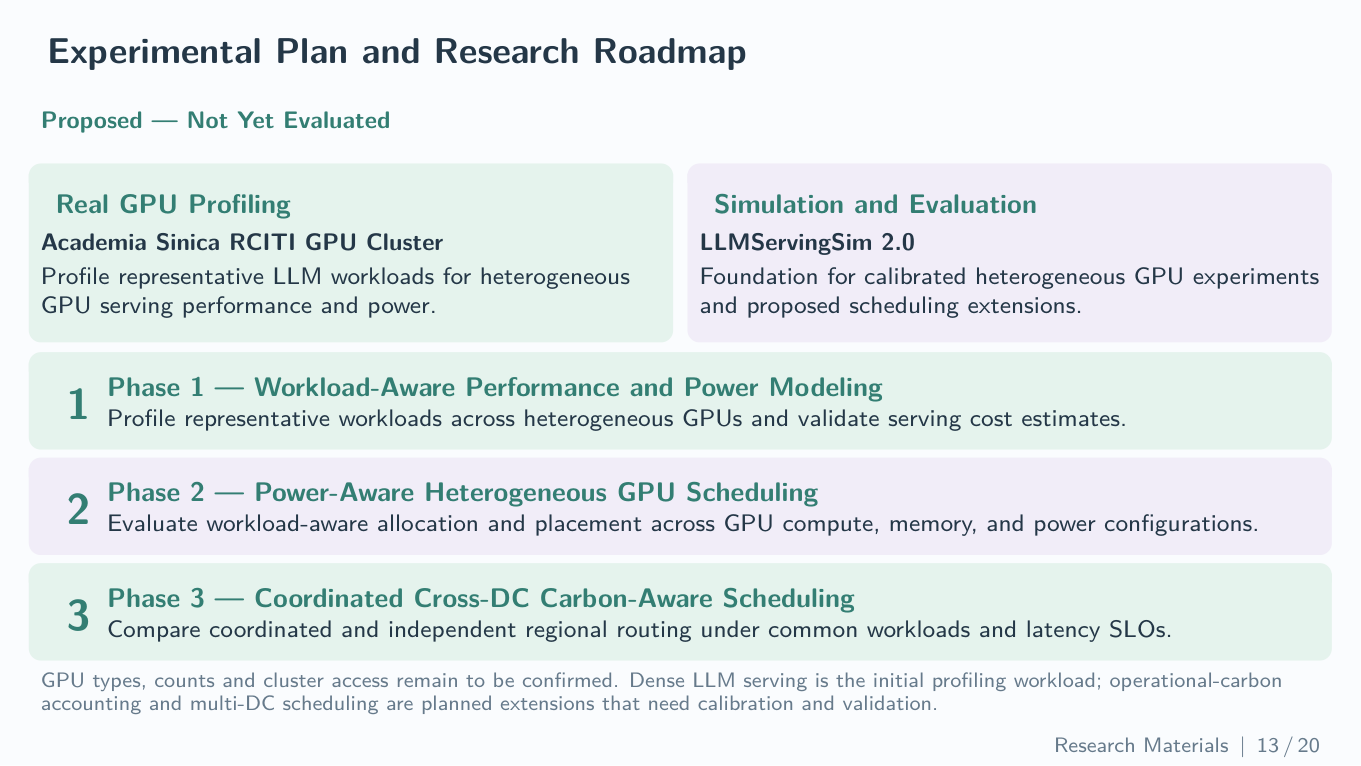 Experimental Plan and Research Roadmap
Proposed — Not Yet Evaluated
Real GPU Profiling
Academia Sinica RCITI GPU Cluster
Profile representative LLM workloads for heterogeneous
GPU serving performance and power.
Simulation and Evaluation
LLMServingSim 2.0
Foundation for calibrated heterogeneous GPU experiments
and proposed scheduling extensions.
1
Phase 1 — Workload-Aware Performance and Power Modeling
Profile representative workloads across heterogeneous GPUs and validate serving cost estimates.
2
Phase 2 — Power-Aware Heterogeneous GPU Scheduling
Evaluate workload-aware allocation and placement across GPU compute, memory, and power configurations.
3
Phase 3 — Coordinated Cross-DC Carbon-Aware Scheduling
Compare coordinated and independent regional routing under common workloads and latency SLOs.
GPU types, counts and cluster access remain to be confirmed. Dense LLM serving is the initial profiling workload; operational-carbon
accounting and multi-DC scheduling are planned extensions that need calibration and validation.
Research Materials | 13 / 20